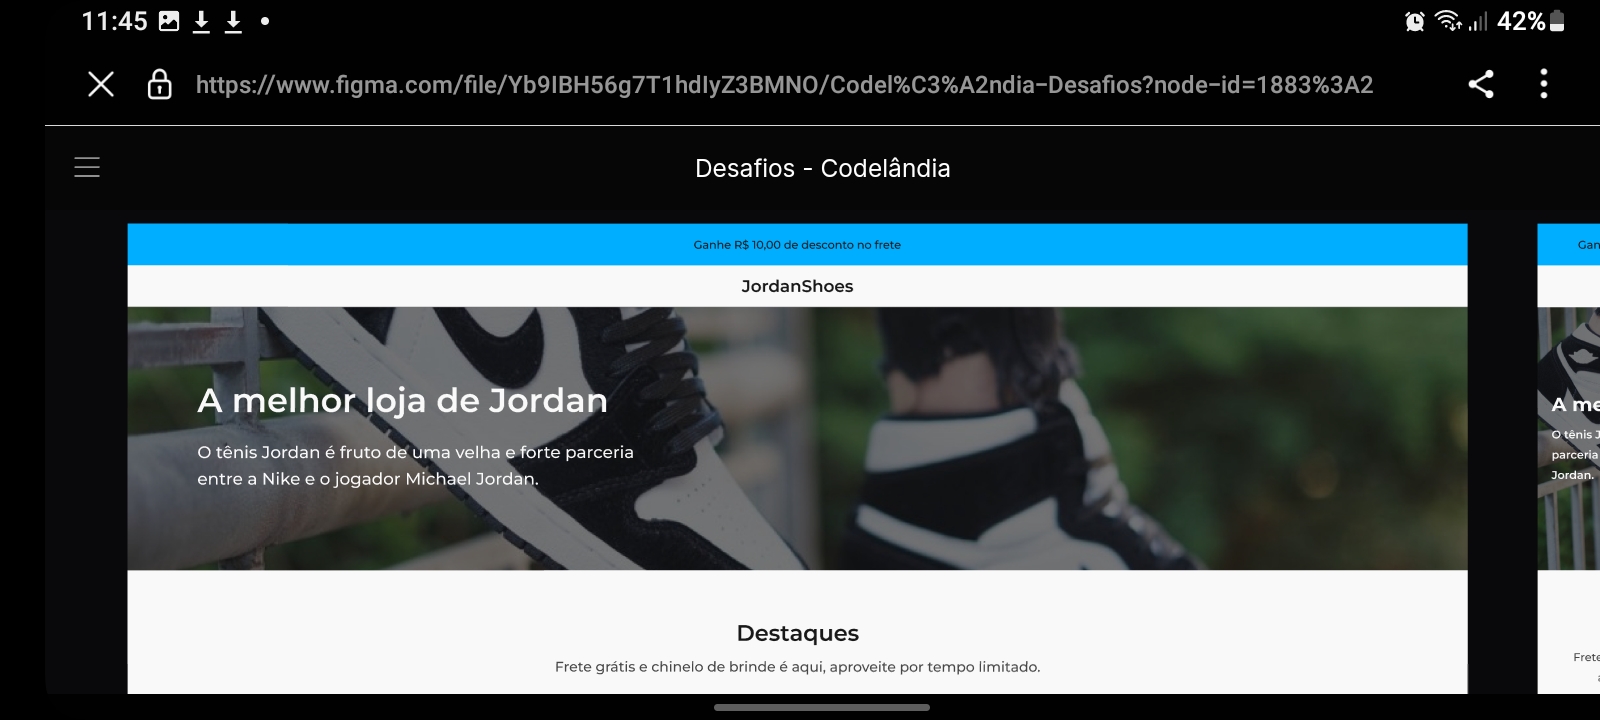 11:45
42%
https://www.figma.com/file/Yb9IBH56g7T1hdIyZ3BMNO/Codel%C3%A2ndia-Desafios?node-id=1883%3A2
Desafios - Codelândia
Ganhe R$ 10,00 de desconto no frete
JordanShoes
A melhor loja de Jordan
O tênis Jordan é fruto de uma velha e forte parceria
entre a Nike e o jogador Michael Jordan.
Destaques
Frete grátis e chinelo de brinde é aqui, aproveite por tempo limitado.
Gan
A me
O tênis J
parceria
Jordan.
Frete